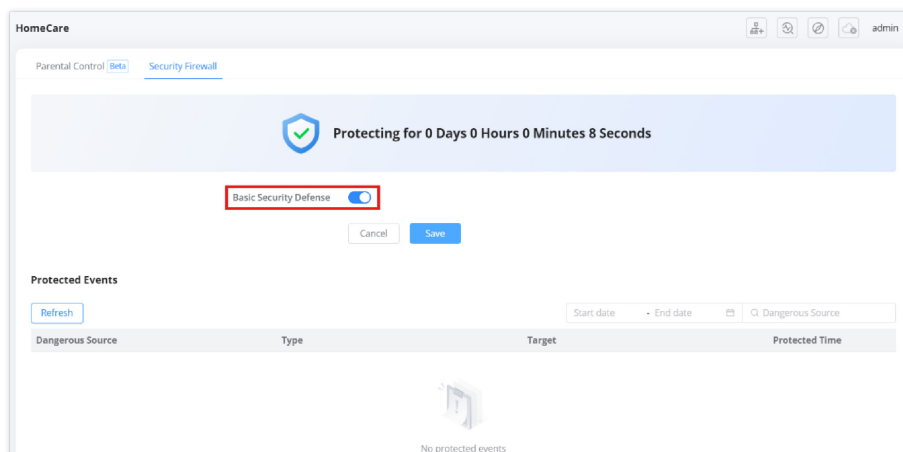 HomeCare
admin
Parental Control Beta Security Firewall
Protecting for 0 Days 0 Hours 0 Minutes 8 Seconds
Basic Security Defense
Cancel Save
Protected Events
Refresh Start date - End date Dangerous Source
Dangerous Source Type Target Protected Time
No protected events